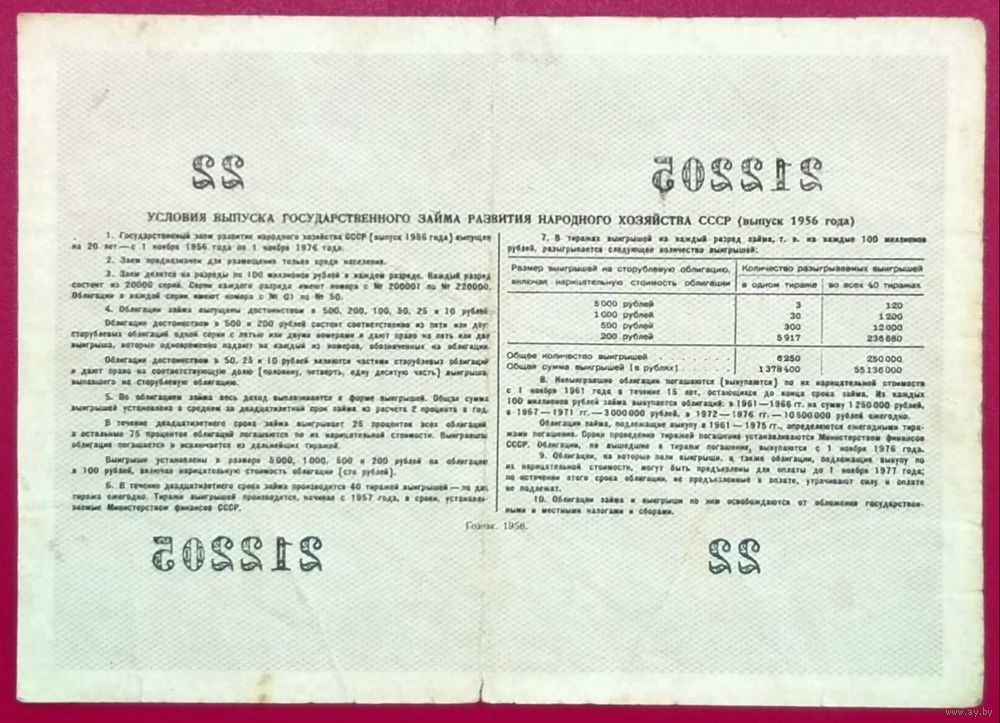 22 212205
УСЛОВИЯ ВЫПУСКА ГОСУДАРСТВЕННОГО ЗАЙМА РАЗВИТИЯ НАРОДНОГО ХОЗЯЙСТВА СССР (выпуск 1956 года)
1. Государственный заем развития народного хозяйства СССР (выпуск 1956 года) выпущен
на 20 лет — с 1 ноября 1956 года по 1 ноября 1976 года.
2. Заем предназначен для размещения только среди населения.
3. Заем делится на разряды по 100 миллионов рублей в каждом разряде. Каждый разряд
состоит из 20000 серий. Серии каждого разряда имеют номера с № 200001 по № 220000.
Облигации в каждой серии имеют номера с № 01 по № 50.
4. Облигации займа выпущены достоинством в 500, 200, 100, 50, 25 и 10 рублей
Облигации достоинством в 500 и 200 рублей состоят соответственно из пяти или двух
сторублевых облигаций одной серии с пятью или двумя номерами и дают право на пять или два
выигрыша, которые одновременно падают на каждый из номеров, обозначенных на облигации.
Облигации достоинством в 50, 25 и 10 рублей являются частями сторублевых облигаций
и дают право на соответствующую долю (половину, четверть, одну десятую часть) выигрыша,
выпавшего на сторублевую облигацию.
5. По облигациям займа весь доход выплачивается в форме выигрышей. Общая сумма
выигрышей установлена в среднем за двадцатилетний срок займа из расчета 2 процента в год.
В течение двадцатилетнего срока займа выиграет 25 процентов всех облигаций,
а остальные 75 процентов облигаций погашаются по их нарицательной стоимости. Выигравшая
облигация погашается и исключается из дальнейших тиражей.
Выигрыши установлены в размере 5000, 1000, 500 и 200 рублей на облигацию
в 100 рублей, включая нарицательную стоимость облигации (сто рублей).
6. В течение двадцатилетнего срока займа производится 40 тиражей выигрышей — по два
тиража ежегодно. Тиражи выигрышей производятся, начиная с 1957 года, в сроки, устанавли-
ваемые Министерством финансов СССР.
7. В тиражах выигрышей на каждый разряд займа, т. е. на каждые 100 миллионов
рублей, разыгрывается следующее количество выигрышей:
Размер выигрышей на сторублевую облигацию, включая нарицательную стоимость облигации
Количество разыгрываемых выигрышей
в одном тираже во всех 40 тиражах
5000 рублей 3 120
1000 рублей 30 1200
500 рублей 300 12000
200 рублей 5917 236680
Общее количество выигрышей 6250 250000
Общая сумма выигрышей (в рублях) 1378400 55136000
8. Невыигравшие облигации погашаются (выкупаются) по их нарицательной стоимости
с 1 ноября 1961 года в течение 15 лет, остающихся до конца срока займа. Из каждых
100 миллионов рублей займа выкупается облигаций: в 1961—1966 гг. на сумму 1250000 рублей,
в 1967—1971 гг. — 3000000 рублей, в 1972—1976 гг. — 10500000 рублей ежегодно.
Облигации займа, подлежащие выкупу в 1961—1975 гг., определяются ежегодными тира-
жами погашения. Сроки проведения тиражей погашения устанавливаются Министерством финансов
СССР. Облигации, не вышедшие в тиражи погашения, выкупаются с 1 ноября 1976 года.
9. Облигации, на которые пали выигрыши, а также облигации, подлежащие выкупу по
их нарицательной стоимости, могут быть предъявлены для оплаты до 1 ноября 1977 года;
по истечении этого срока облигации, не предъявленные к оплате, утрачивают силу и оплате
не подлежат.
10. Облигации займа и выигрыши по ним освобождаются от обложения государствен-
ными и местными налогами и сборами.
Гознак. 1956.
212205 22
www.ay.by